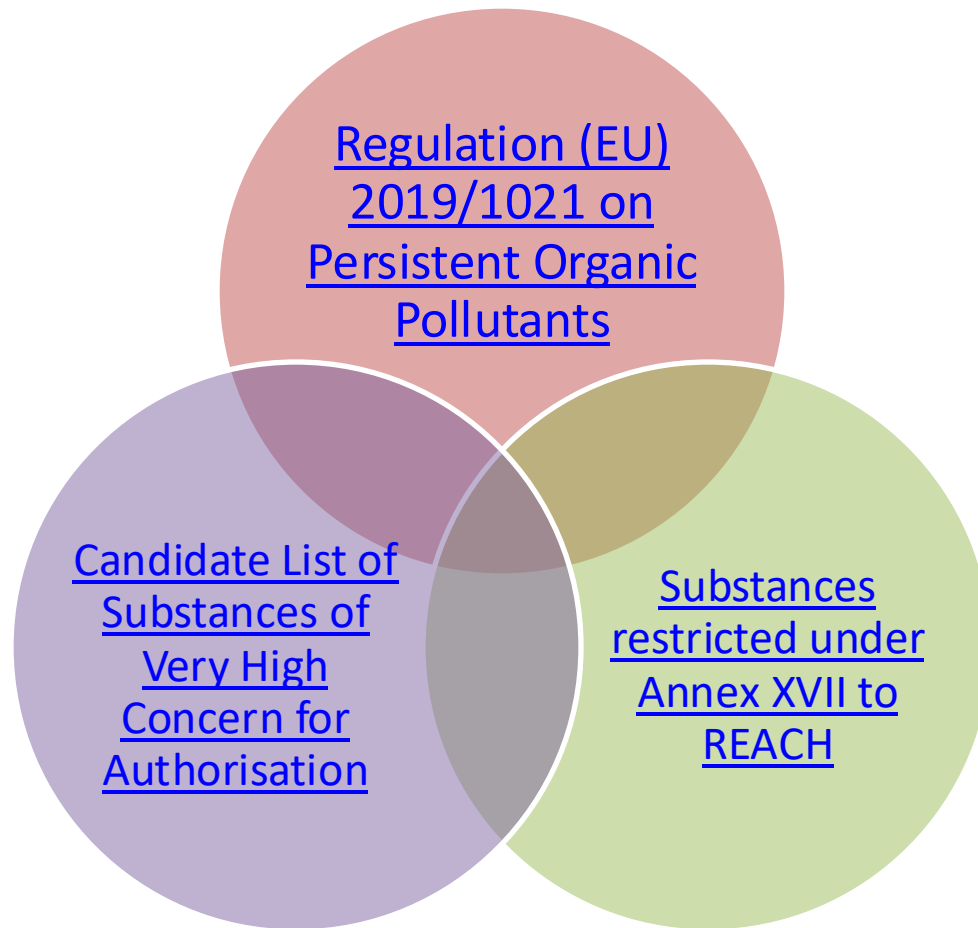 Regulation (EU)
2019/1021 on
Persistent Organic
Pollutants
Candidate List of
Substances of
Very High
Concern for
Authorisation
Substances
restricted under
Annex XVII to
REACH